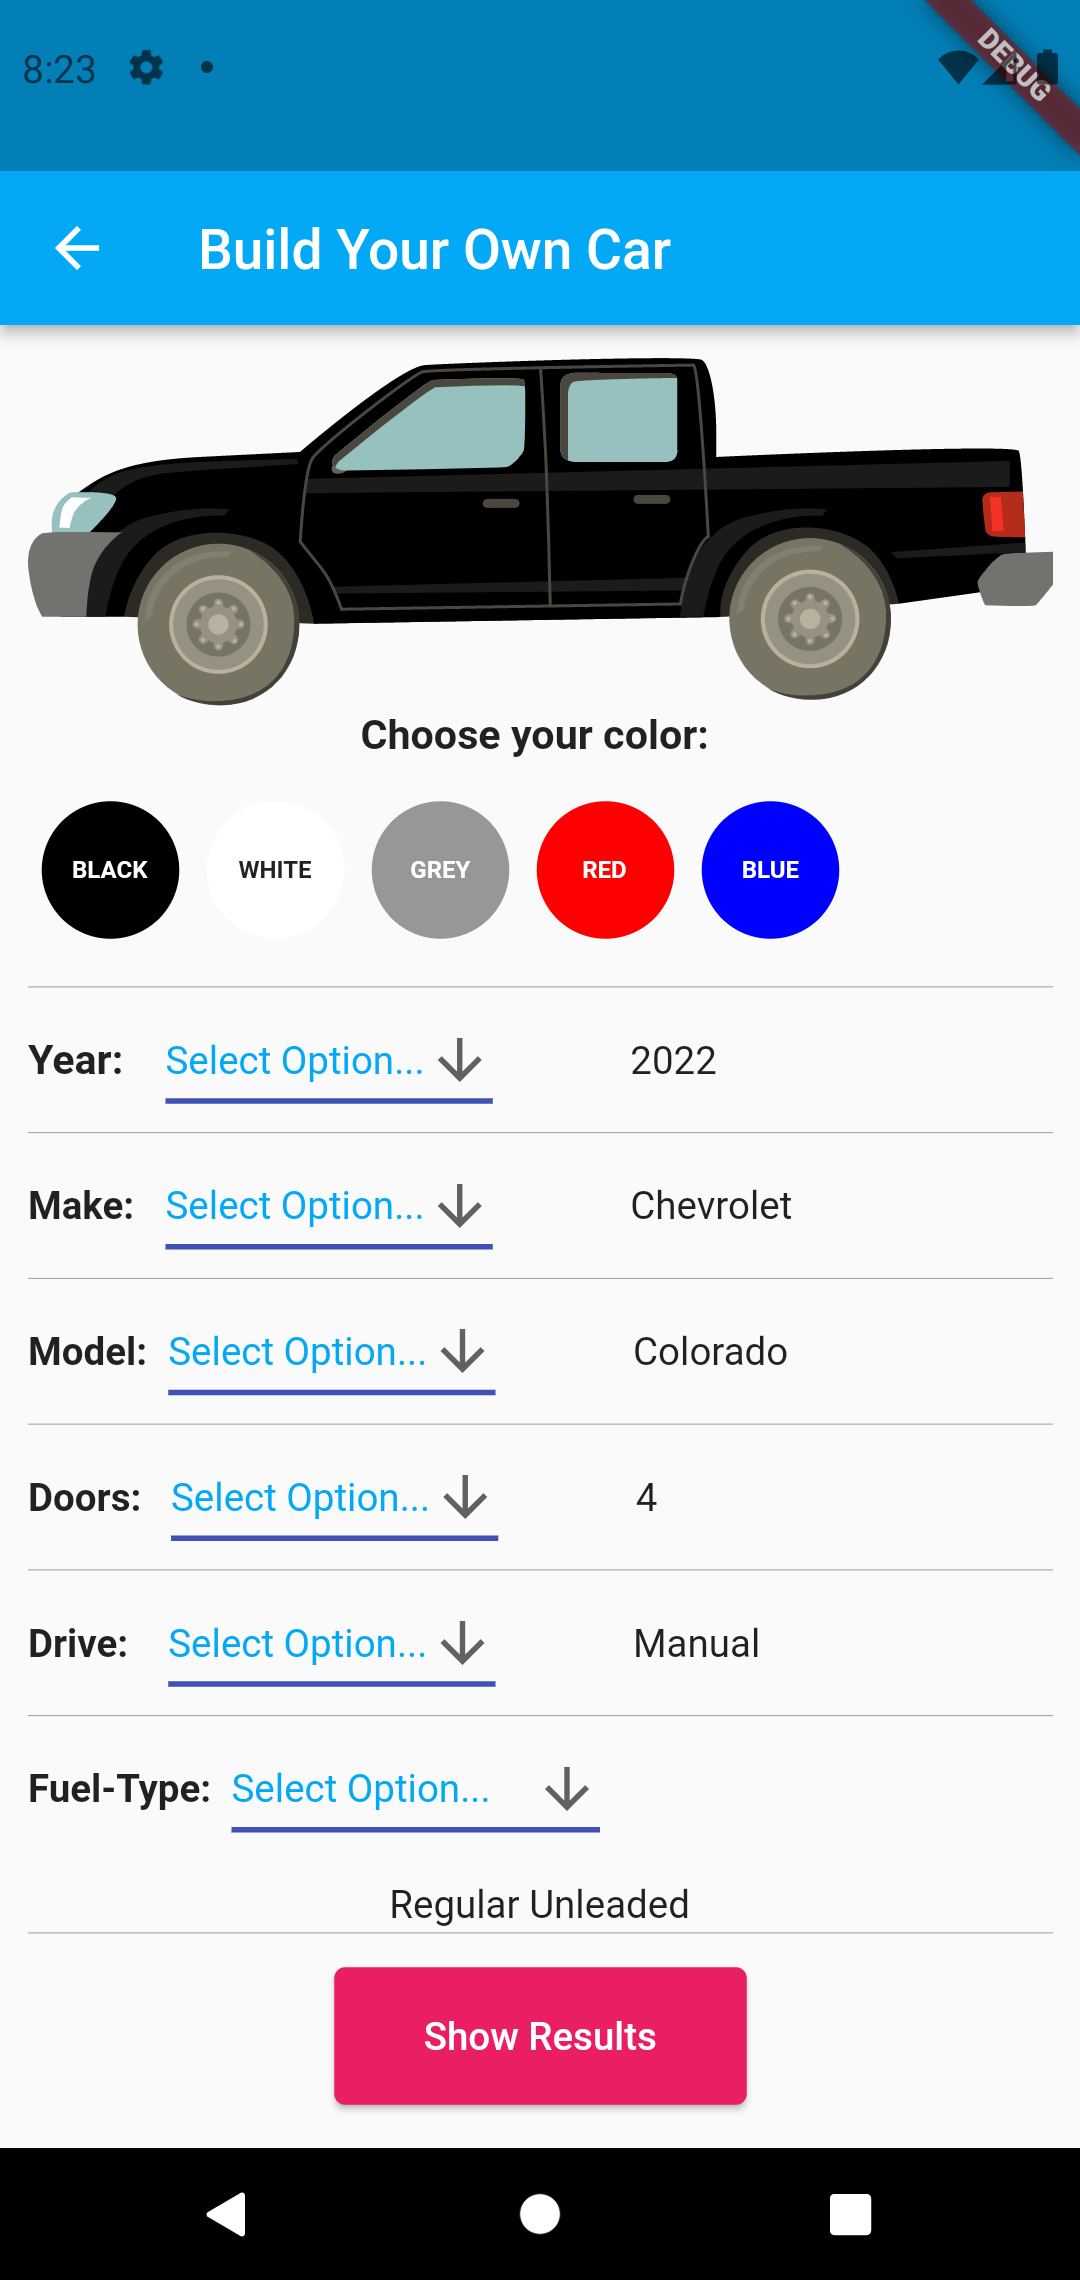 8:23
DEBUG
Build Your Own Car
Choose your color:
BLACK WHITE GREY RED BLUE
Year: Select Option... 2022
Make: Select Option... Chevrolet
Model: Select Option... Colorado
Doors: Select Option... 4
Drive: Select Option... Manual
Fuel-Type: Select Option...
Regular Unleaded
Show Results